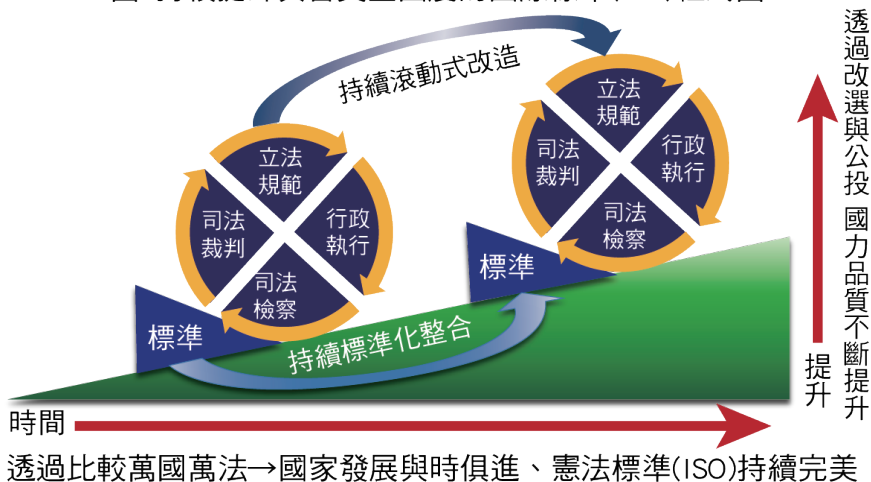 持續滾動式改造
立法
規範
行政
執行
司法
檢察
司法
裁判
標準
立法
規範
行政
執行
司法
檢察
司法
裁判
標準
持續標準化整合
時間
提升
透過改選與公投 國力品質不斷提升
透過比較萬國萬法→國家發展與時俱進、憲法標準(ISO)持續完美